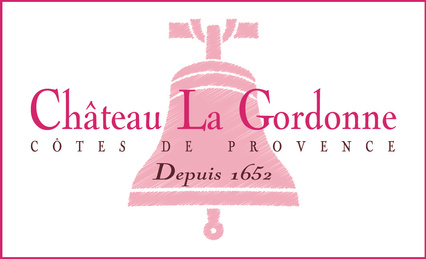 Château La Gordonne
CÔTES DE PROVENCE
Depuis 1652